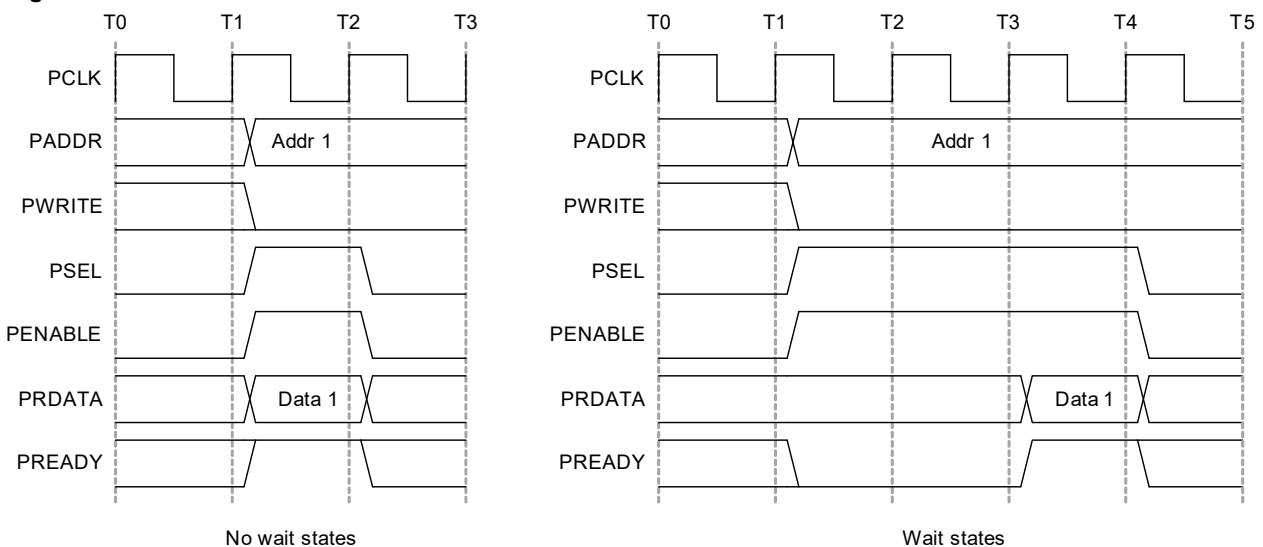 T0 T1 T2 T3
PCLK
PADDR Addr 1
PWRITE
PSEL
PENABLE
PRDATA Data 1
PREADY
No wait states
T0 T1 T2 T3 T4 T5
PCLK
PADDR Addr 1
PWRITE
PSEL
PENABLE
PRDATA Data 1
PREADY
Wait states